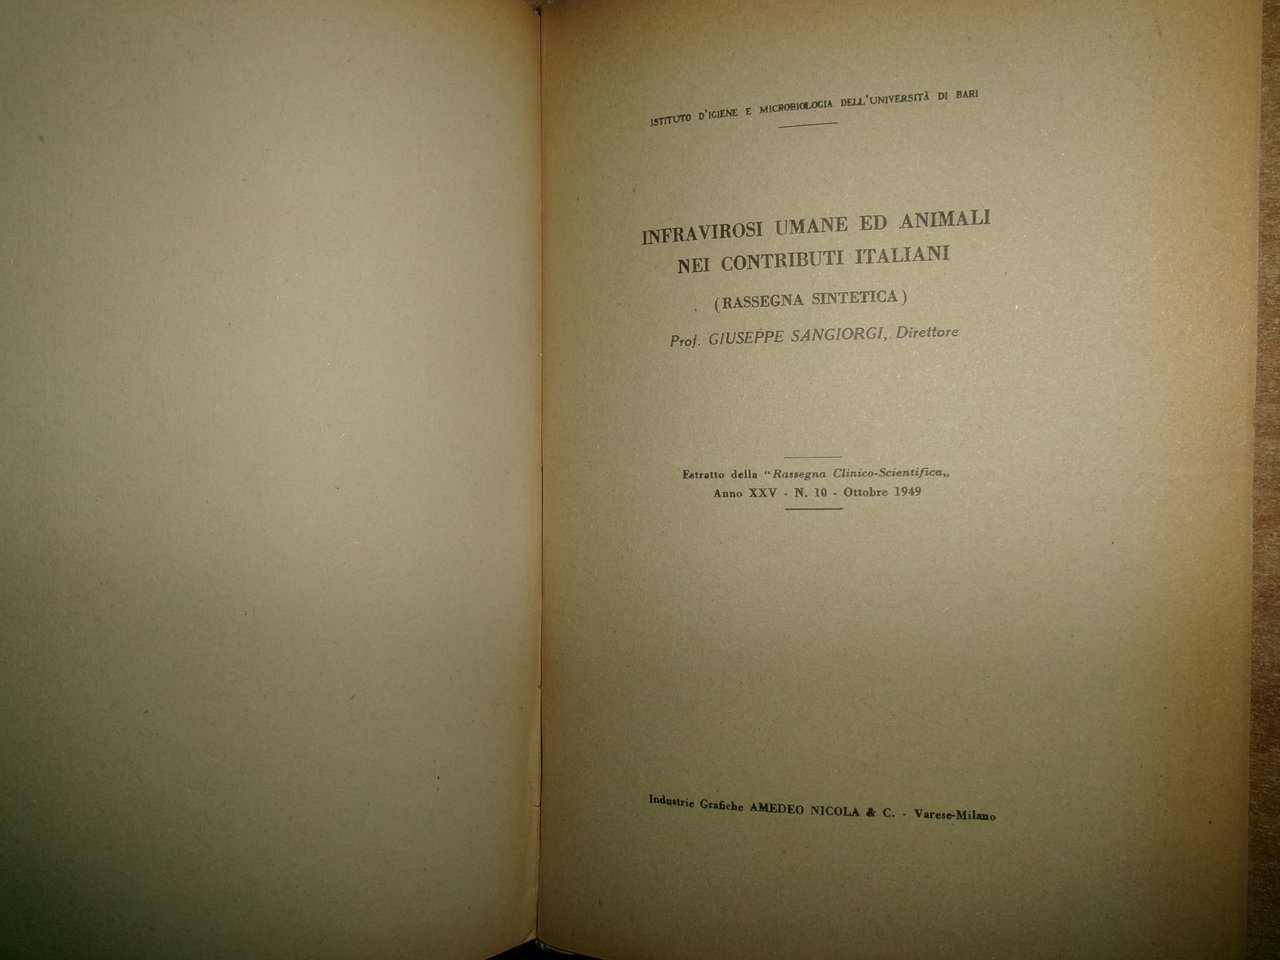 ISTITUTO D'IGIENE E MICROBIOLOGIA DELL'UNIVERSITÀ DI BARI
INFRAVIROSI UMANE ED ANIMALI
NEI CONTRIBUTI ITALIANI
(RASSEGNA SINTETICA)
Prof. GIUSEPPE SANGIORGI, Direttore
Estratto della "Rassegna Clinico-Scientifica„
Anno XXV - N. 10 - Ottobre 1949
Industrie Grafiche AMEDEO NICOLA & C. - Varese-Milano